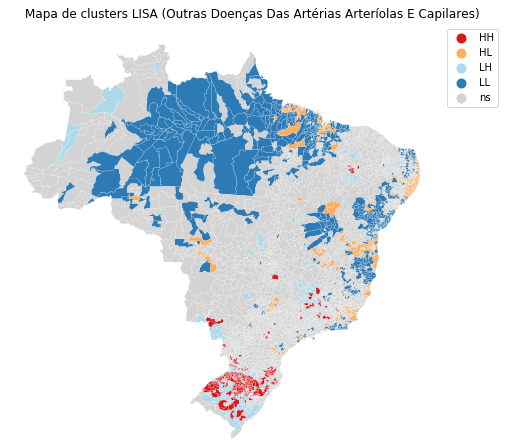 Mapa de clusters LISA (Outras Doenças Das Artérias Arteríolas E Capilares)
HH
HL
LH
LL
ns